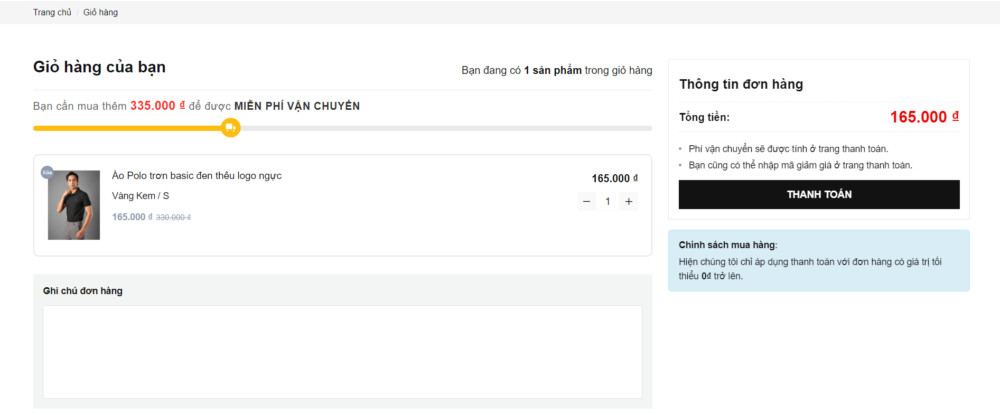 Trang chủ / Giỏ hàng
Giỏ hàng của bạn
Bạn đang có 1 sản phẩm trong giỏ hàng
Bạn cần mua thêm 335.000 ₫ để được MIỄN PHÍ VẬN CHUYỂN
Xóa
Áo Polo trơn basic đen thêu logo ngực
Vàng Kem / S
165.000 ₫ 330.000 ₫
165.000 ₫
— 1 +
Ghi chú đơn hàng
Thông tin đơn hàng
Tổng tiền: 165.000 ₫
• Phí vận chuyển sẽ được tính ở trang thanh toán.
• Bạn cũng có thể nhập mã giảm giá ở trang thanh toán.
THANH TOÁN
Chính sách mua hàng:
Hiện chúng tôi chỉ áp dụng thanh toán với đơn hàng có giá trị tối
thiểu 0₫ trở lên.